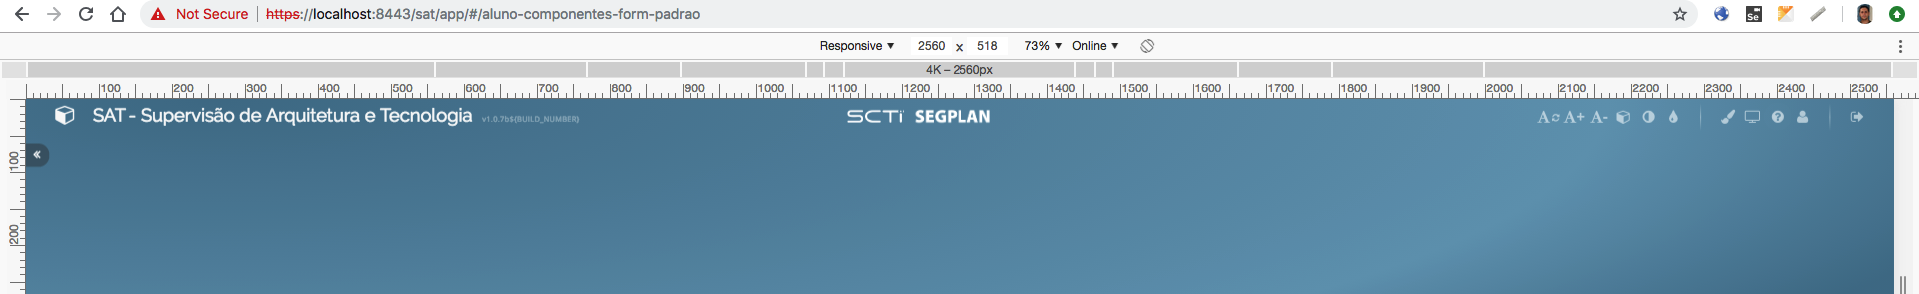 Not Secure | https://localhost:8443/sat/app/#/aluno-componentes-form-padrao
Responsive ▼ 2560 x 518 73% ▼ Online ▼
4K – 2560px
100 200 300 400 500 600 700 800 900 1000 1100 1200 1300 1400 1500 1600 1700 1800 1900 2000 2100 2200 2300 2400 2500
SAT - Supervisão de Arquitetura e Tecnologia v1.0.7b$(BUILD_NUMBER) SCTi SEGPLAN A A+ A-
100
200